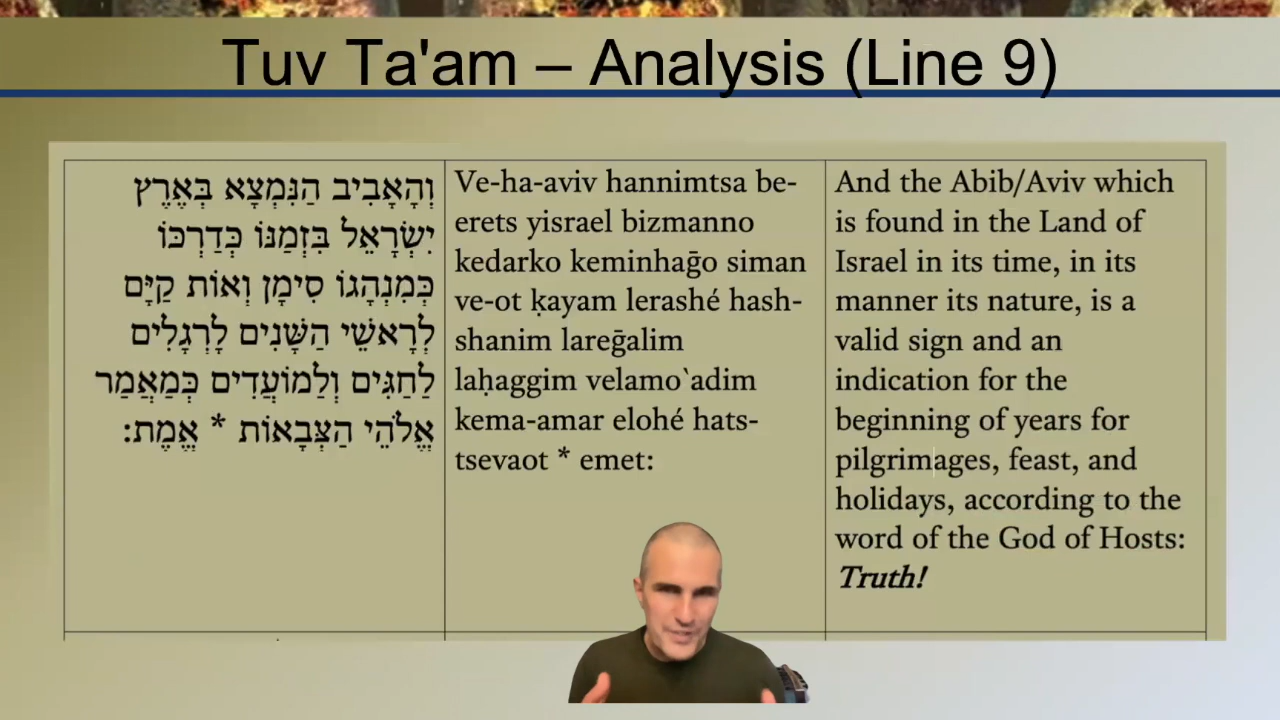 Tuv Ta'am – Analysis (Line 9)
וְהָאָבִיב הַנִּמְצָא בְּאֶרֶץ
יִשְׂרָאֵל בִּזְמַנּוֹ כְּדַרְכּוֹ
כְּמִנְהָגוֹ סִימָן וְאוֹת קַיָּם
לְרָאשֵׁי הַשָּׁנִים לָרְגָלִים
לַחַגִּים וְלַמוֹעֲדִים כְּמַאֲמַר
אֱלֹהֵי הַצְּבָאוֹת * אֱמֶת:
Ve-ha-aviv hannimtsa be-
erets yisrael bizmanno
kedarko keminhaḡo siman
ve-ot ḳayam lerashé hash-
shanim lareḡalim
laḥaggim velamo`adim
kema-amar elohé hats-
tsevaot * emet:
And the Abib/Aviv which
is found in the Land of
Israel in its time, in its
manner its nature, is a
valid sign and an
indication for the
beginning of years for
pilgrimages, feast, and
holidays, according to the
word of the God of Hosts:
Truth!